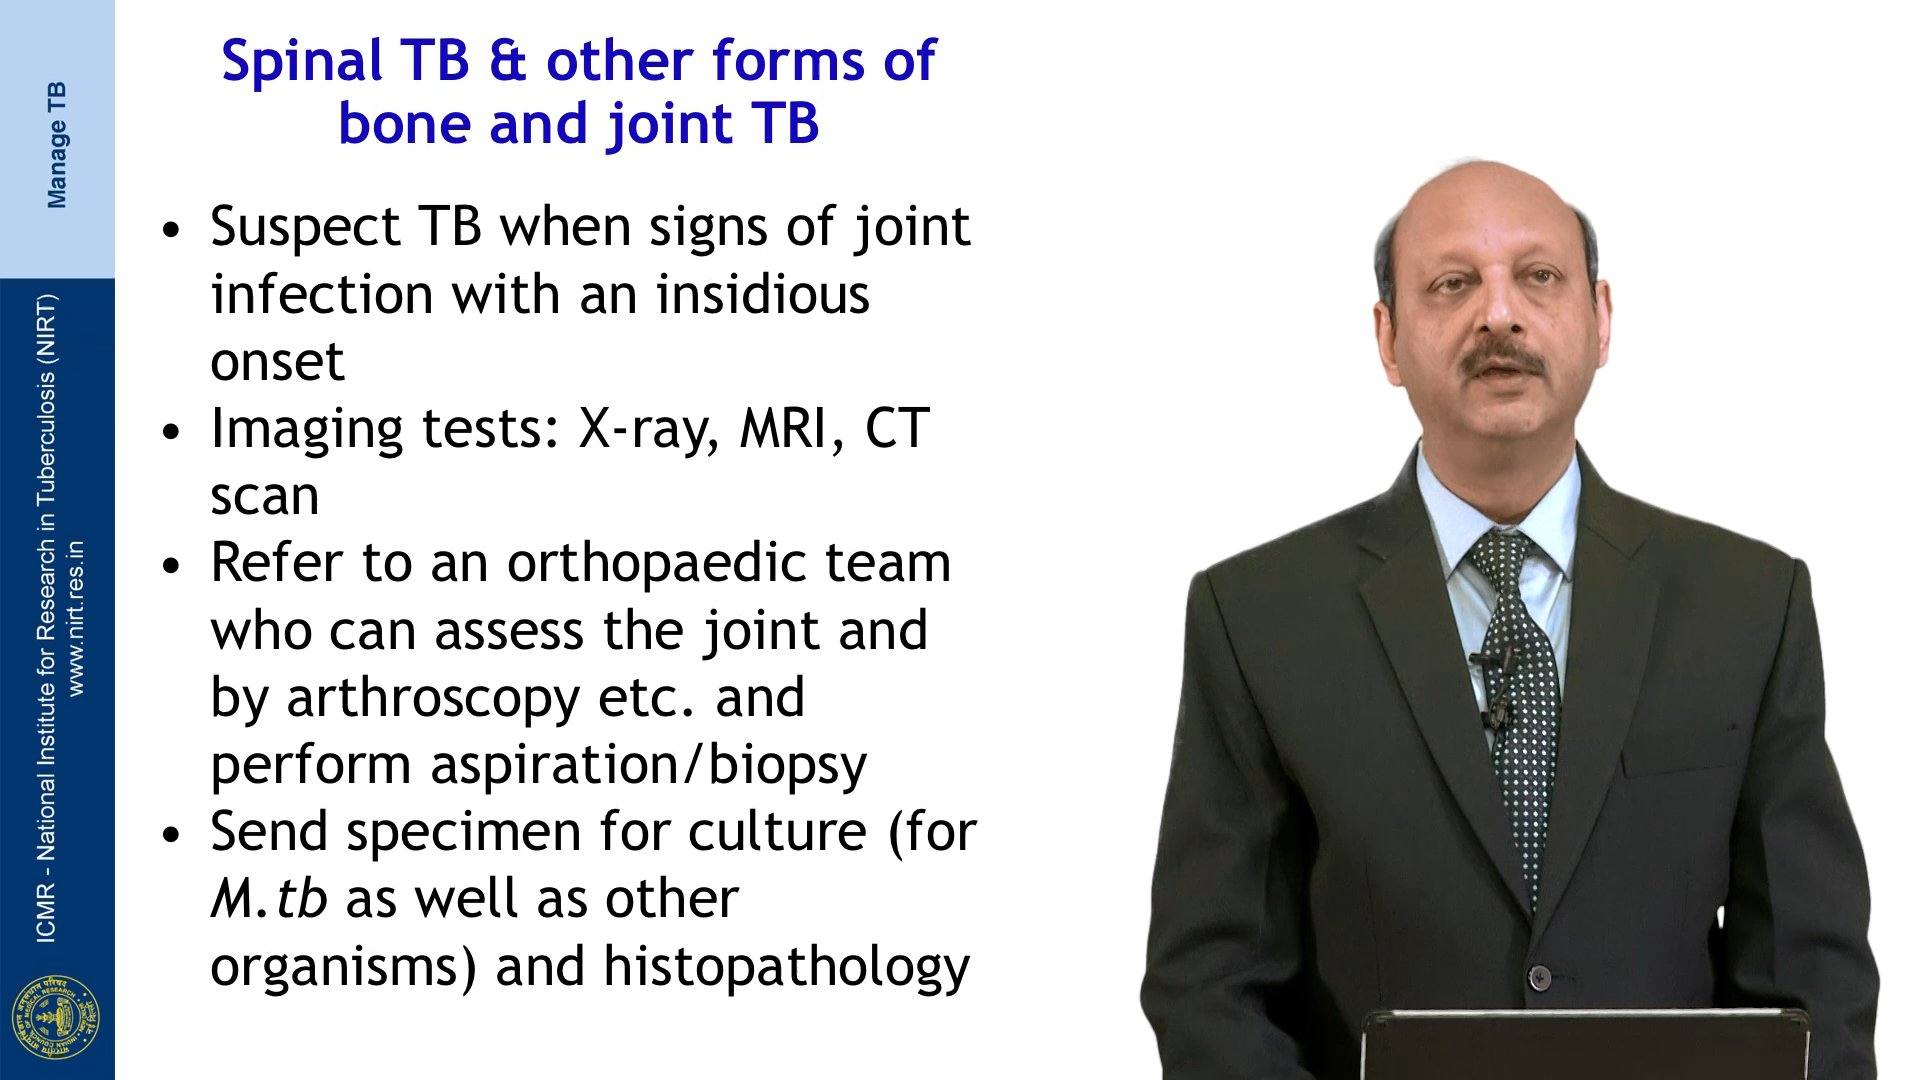 Manage TB
ICMR - National Institute for Research in Tuberculosis (NIRT)
www.nirt.res.in
Spinal TB & other forms of
bone and joint TB
• Suspect TB when signs of joint
infection with an insidious
onset
• Imaging tests: X-ray, MRI, CT
scan
• Refer to an orthopaedic team
who can assess the joint and
by arthroscopy etc. and
perform aspiration/biopsy
• Send specimen for culture (for
M.tb as well as other
organisms) and histopathology